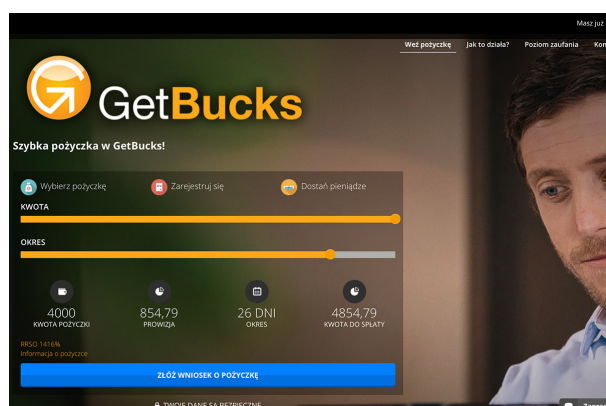 Masz już
Weź pożyczkę Jak to działa? Poziom zaufania
GetBucks
Szybka pożyczka w GetBucks!
Wybierz pożyczkę Zarejestruj się Dostań pieniądze
KWOTA
OKRES
4000 854,79 26 DNI 4854,79
KWOTA POŻYCZKI PROWIZJA OKRES KWOTA DO SPŁATY
RRSO 1416%
Informacja o pożyczce
ZŁÓŻ WNIOSEK O POŻYCZKĘ
TWOJE DANE SĄ BEZPIECZNE